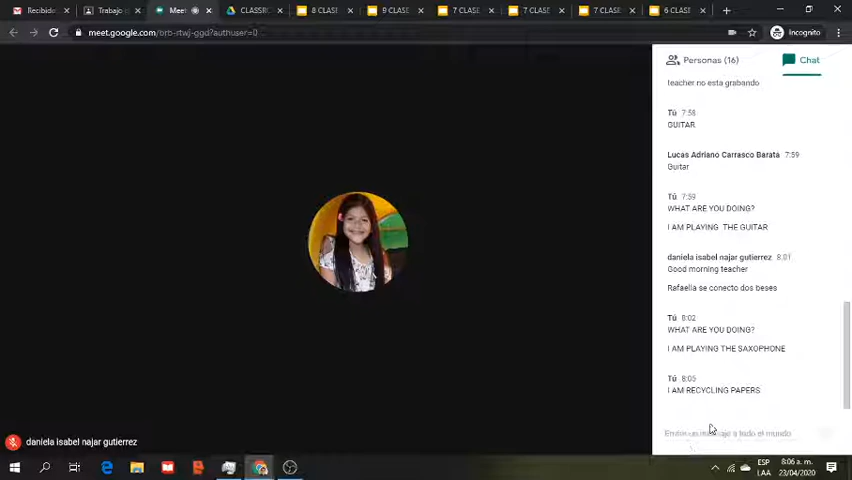 Recibido
Trabajo
Meet
CLASSR
8 CLASE
9 CLASE
7 CLASE
7 CLASE
7 CLASE
6 CLASE
meet.google.com/orb-rtwj-ggd?authuser=0
Incognito
Personas (16)
Chat
teacher no esta grabando
Tú 7:58
GUITAR
Lucas Adriano Carrasco Barata 7:59
Guitar
Tú 7:59
WHAT ARE YOU DOING?
I AM PLAYING THE GUITAR
daniela isabel najar gutierrez 8:01
Good morning teacher
Rafaella se conecto dos beses
Tú 8:02
WHAT ARE YOU DOING?
I AM PLAYING THE SAXOPHONE
Tú 8:05
I AM RECYCLING PAPERS
Envía un mensaje a todo el mundo
daniela isabel najar gutierrez
ESP
LAA
8:06 a. m.
23/04/2020